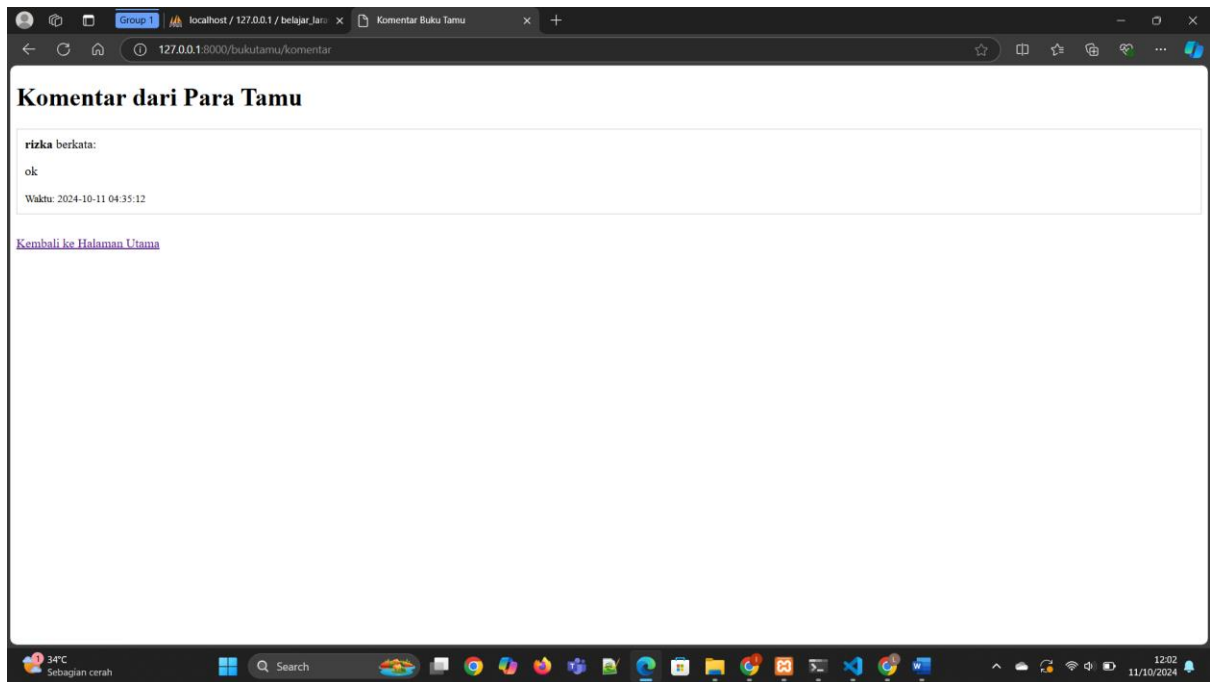 Group 1
localhost / 127.0.0.1 / belajar_lara
Komentar Buku Tamu
127.0.0.1:8000/bukutamu/komentar
Komentar dari Para Tamu
rizka berkata:
ok
Waktu: 2024-10-11 04:35:12
Kembali ke Halaman Utama
1
34°C
Sebagian cerah
Search
12:02
11/10/2024